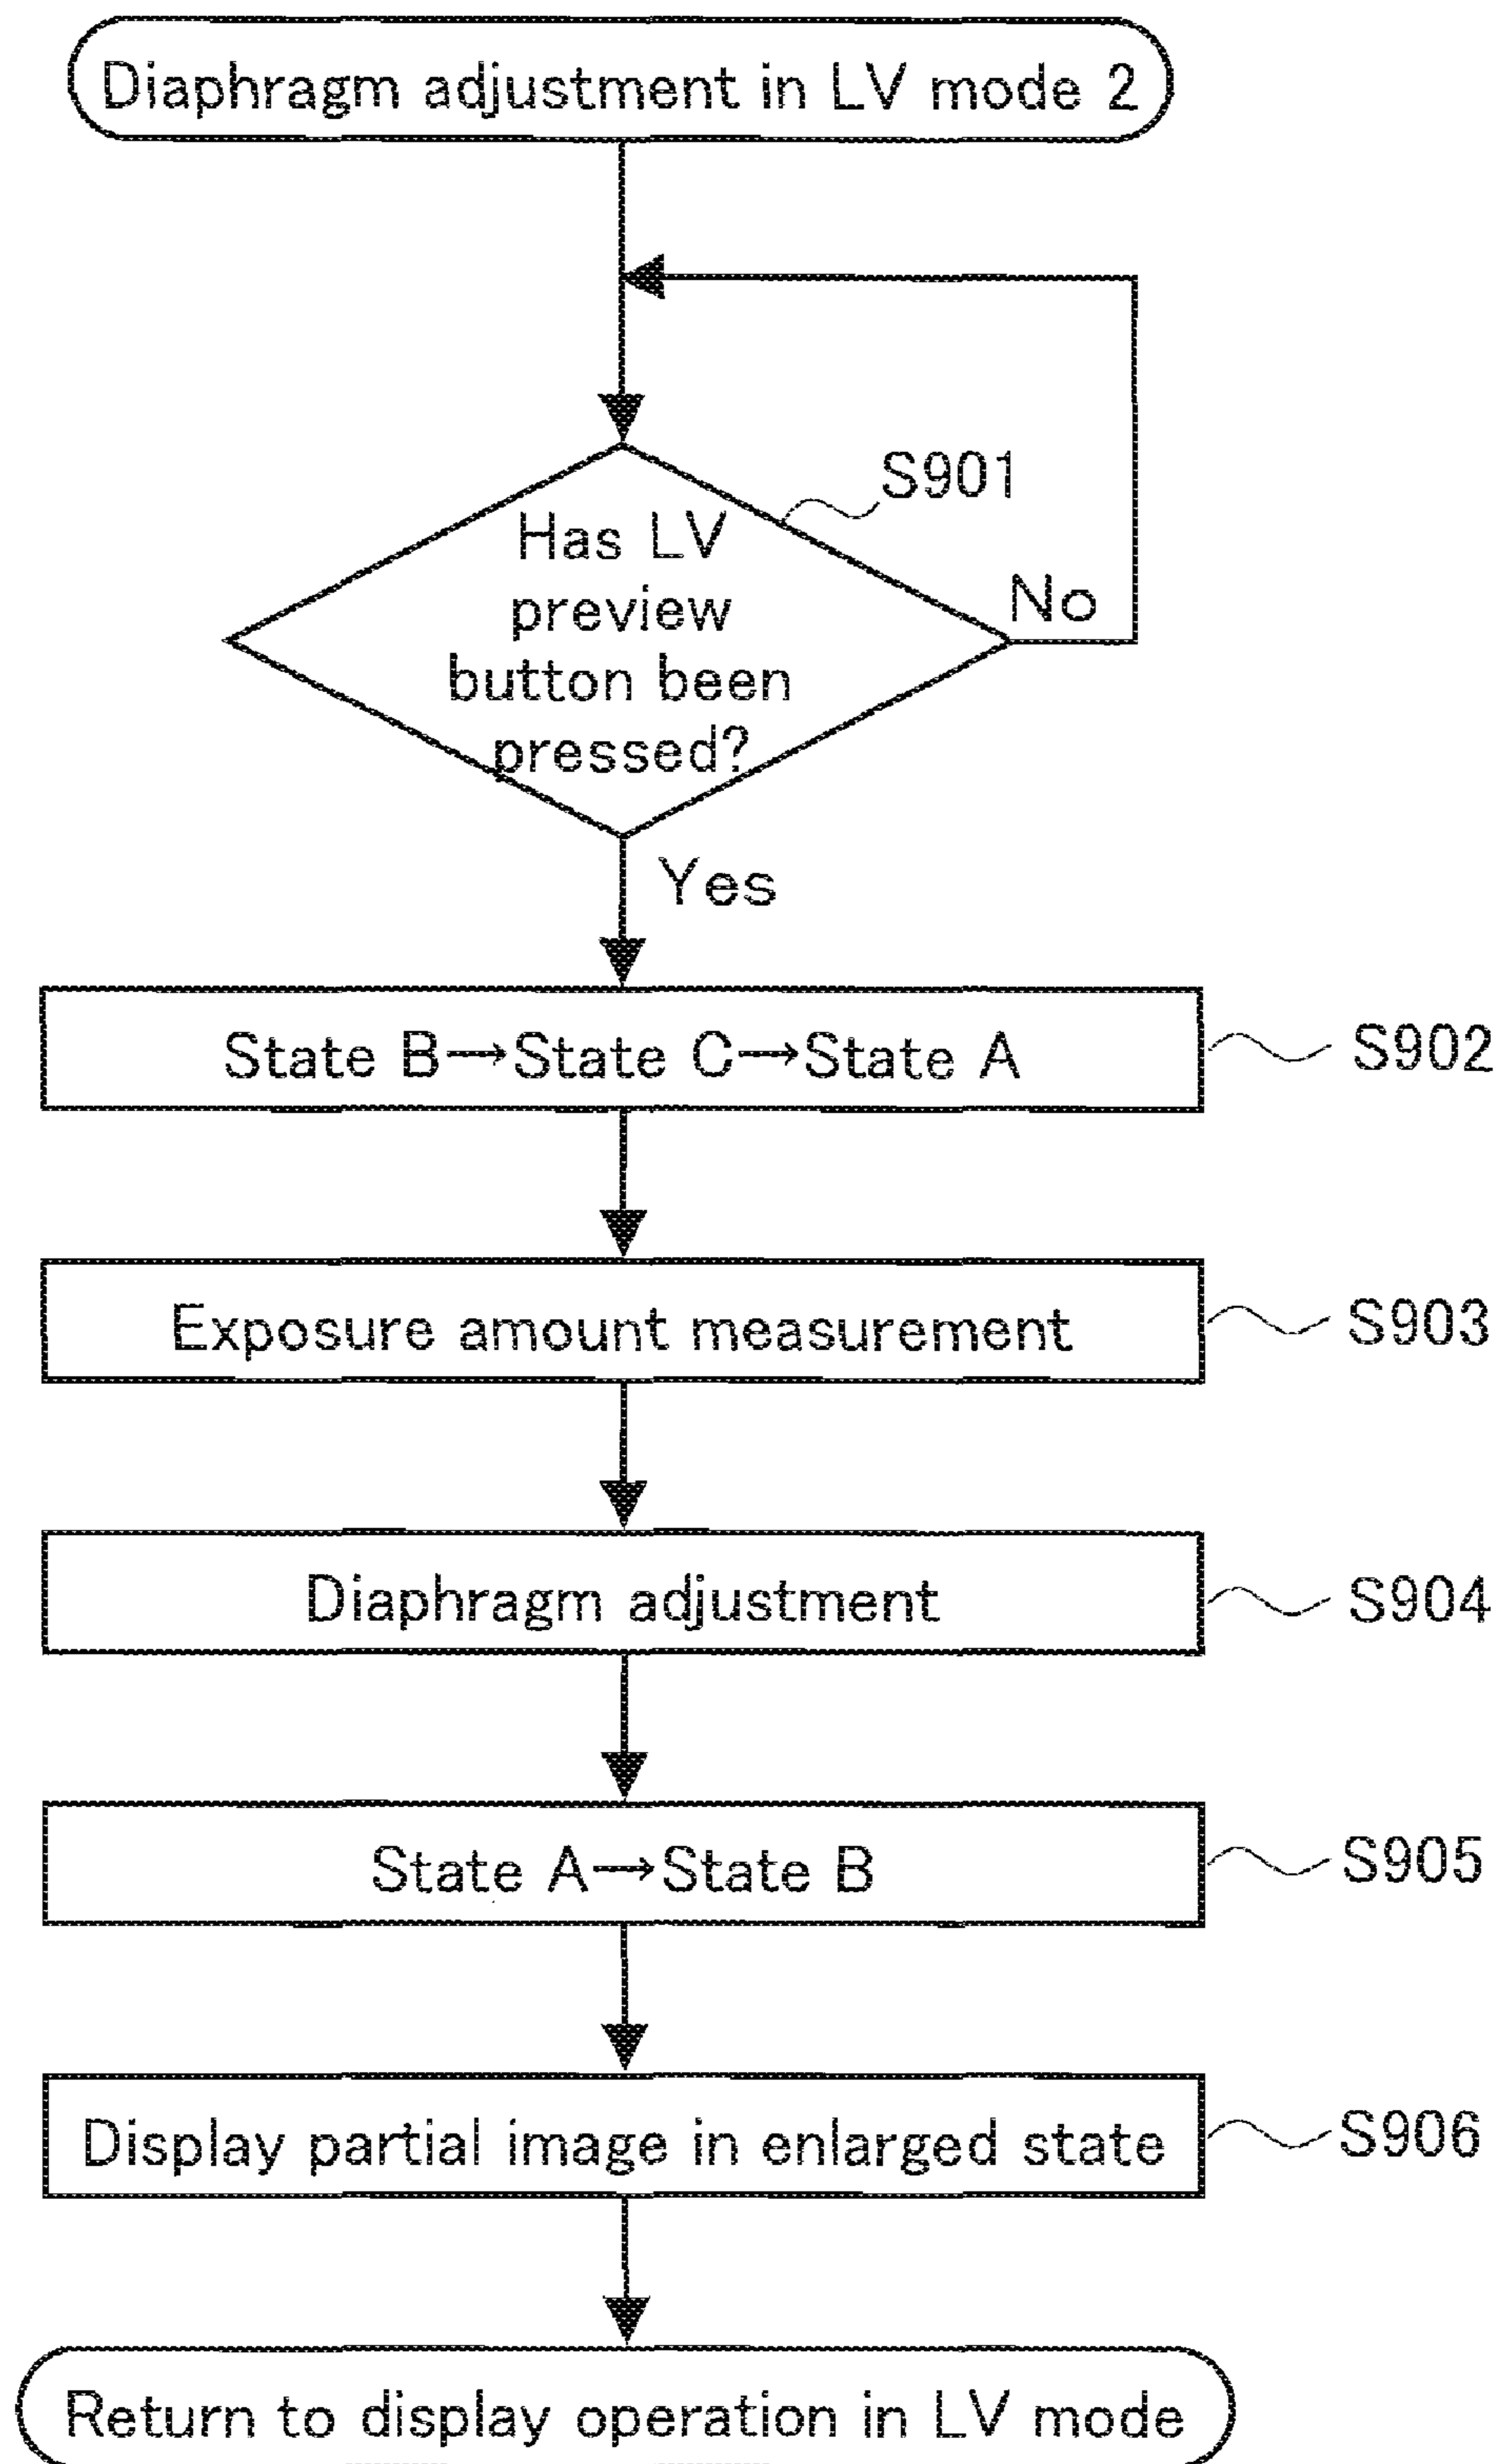 Diaphragm adjustment in LV mode 2
S901
Has LV
preview
button been
pressed?
No
Yes
State B→State C→State A
S902
Exposure amount measurement
S903
Diaphragm adjustment
S904
State A→State B
S905
Display partial image in enlarged state
S906
Return to display operation in LV mode